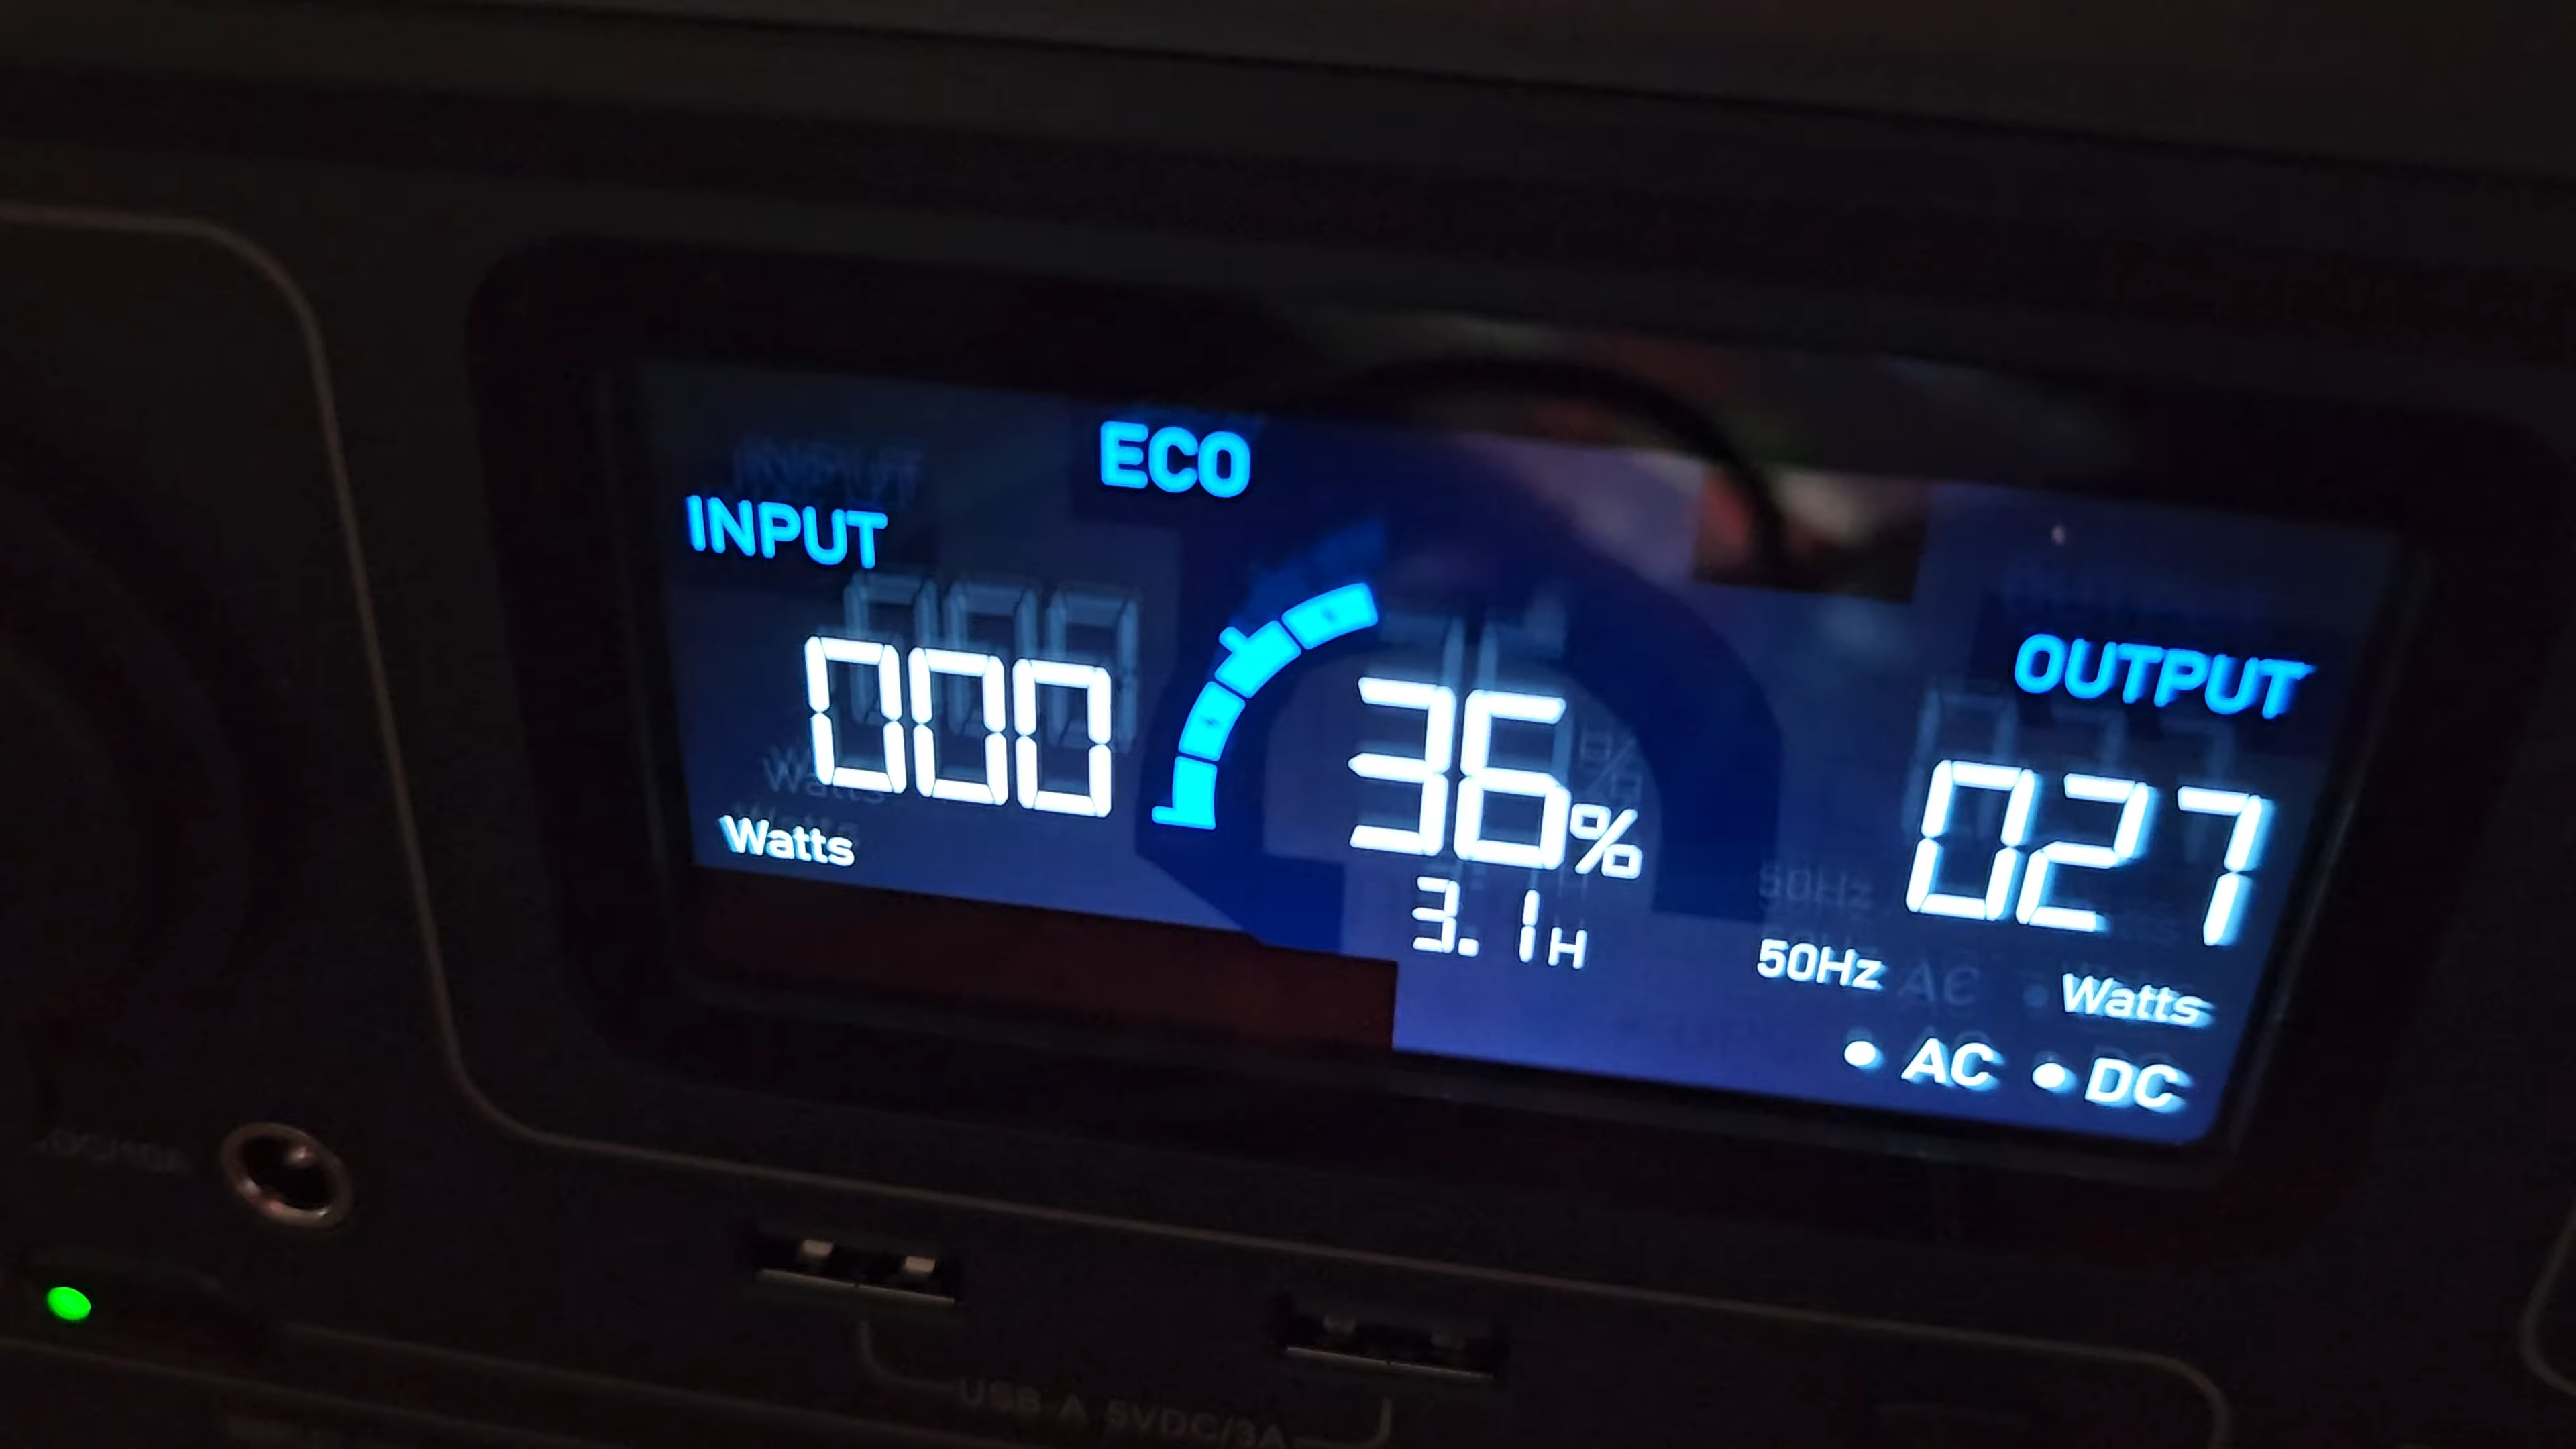 ECO
INPUT
000
Watts
36%
3.1H
OUTPUT
027
50Hz
Watts
AC DC
USB-A 5VDC/3A